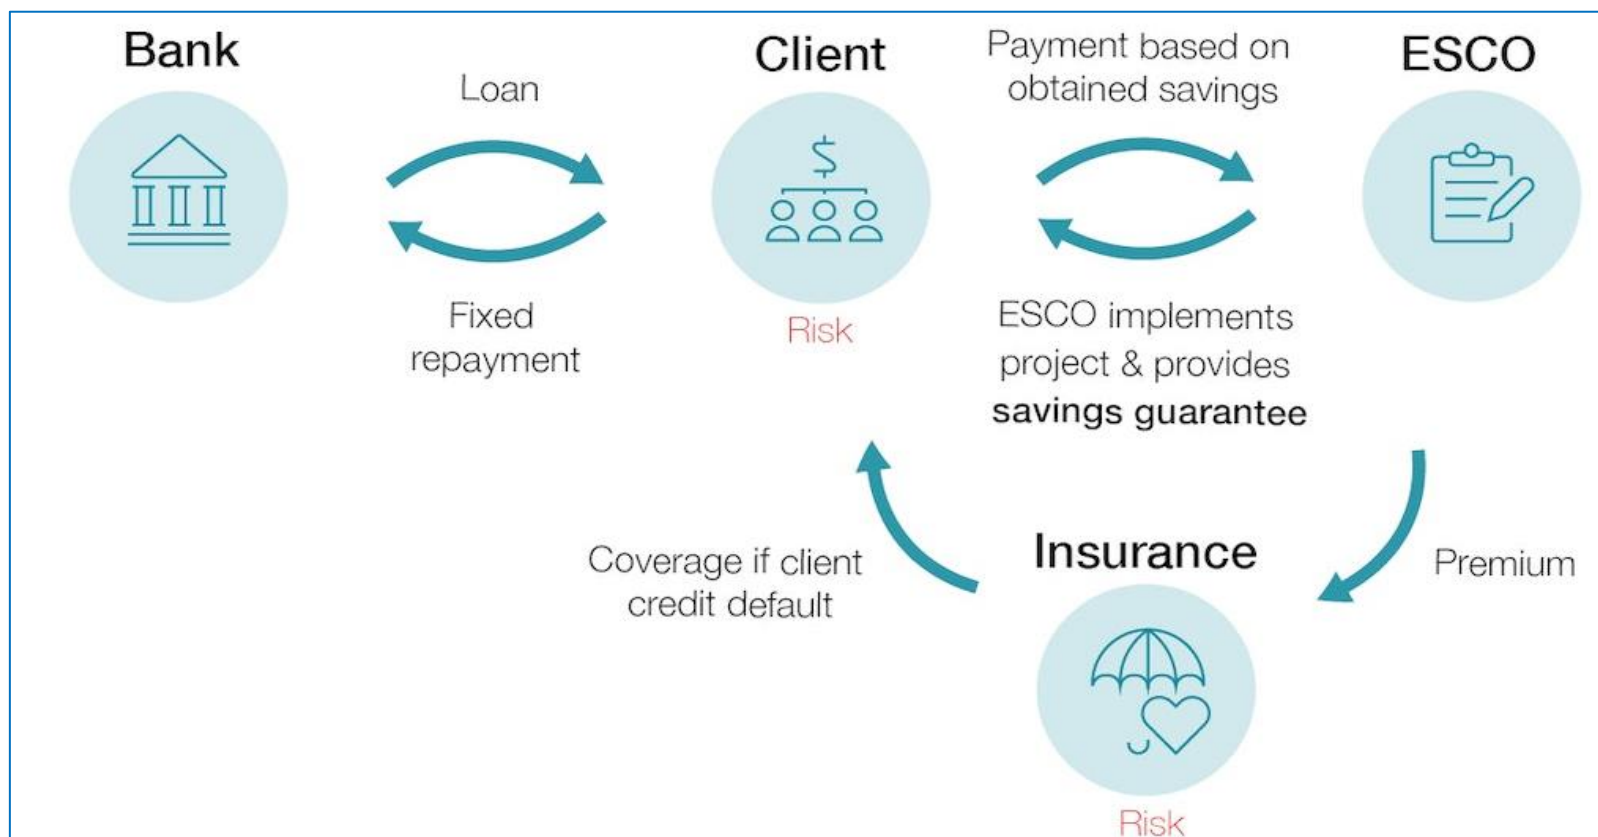 Bank
Client
ESCO
Loan
Payment based on
obtained savings
Fixed
repayment
Risk
ESCO implements
project & provides
savings guarantee
Coverage if client
credit default
Insurance
Premium
Risk